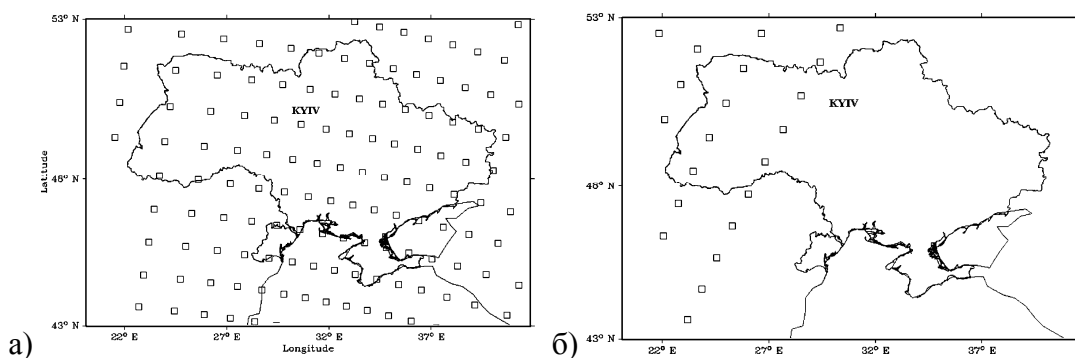 53° N
53° N
KYIV
KYIV
Latitude
48° N
48° N
43° N
43° N
22° E 27° E 32° E 37° E
22° E 27° E 32° E 37° E
Longitude
а)
б)